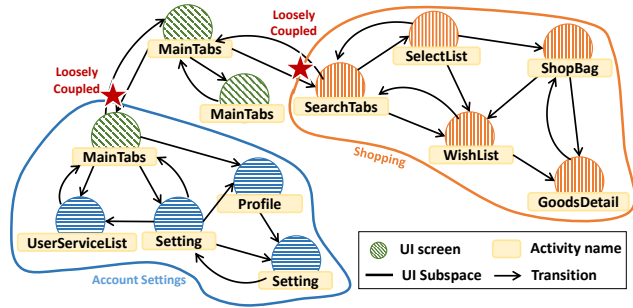 Loosely
Coupled
MainTabs
SelectList
ShopBag
Loosely
Coupled
MainTabs
SearchTabs
MainTabs
Shopping
WishList
Profile
GoodsDetail
UserServiceList
Setting
Setting
Account Settings
UI screen
Activity name
UI Subspace
Transition